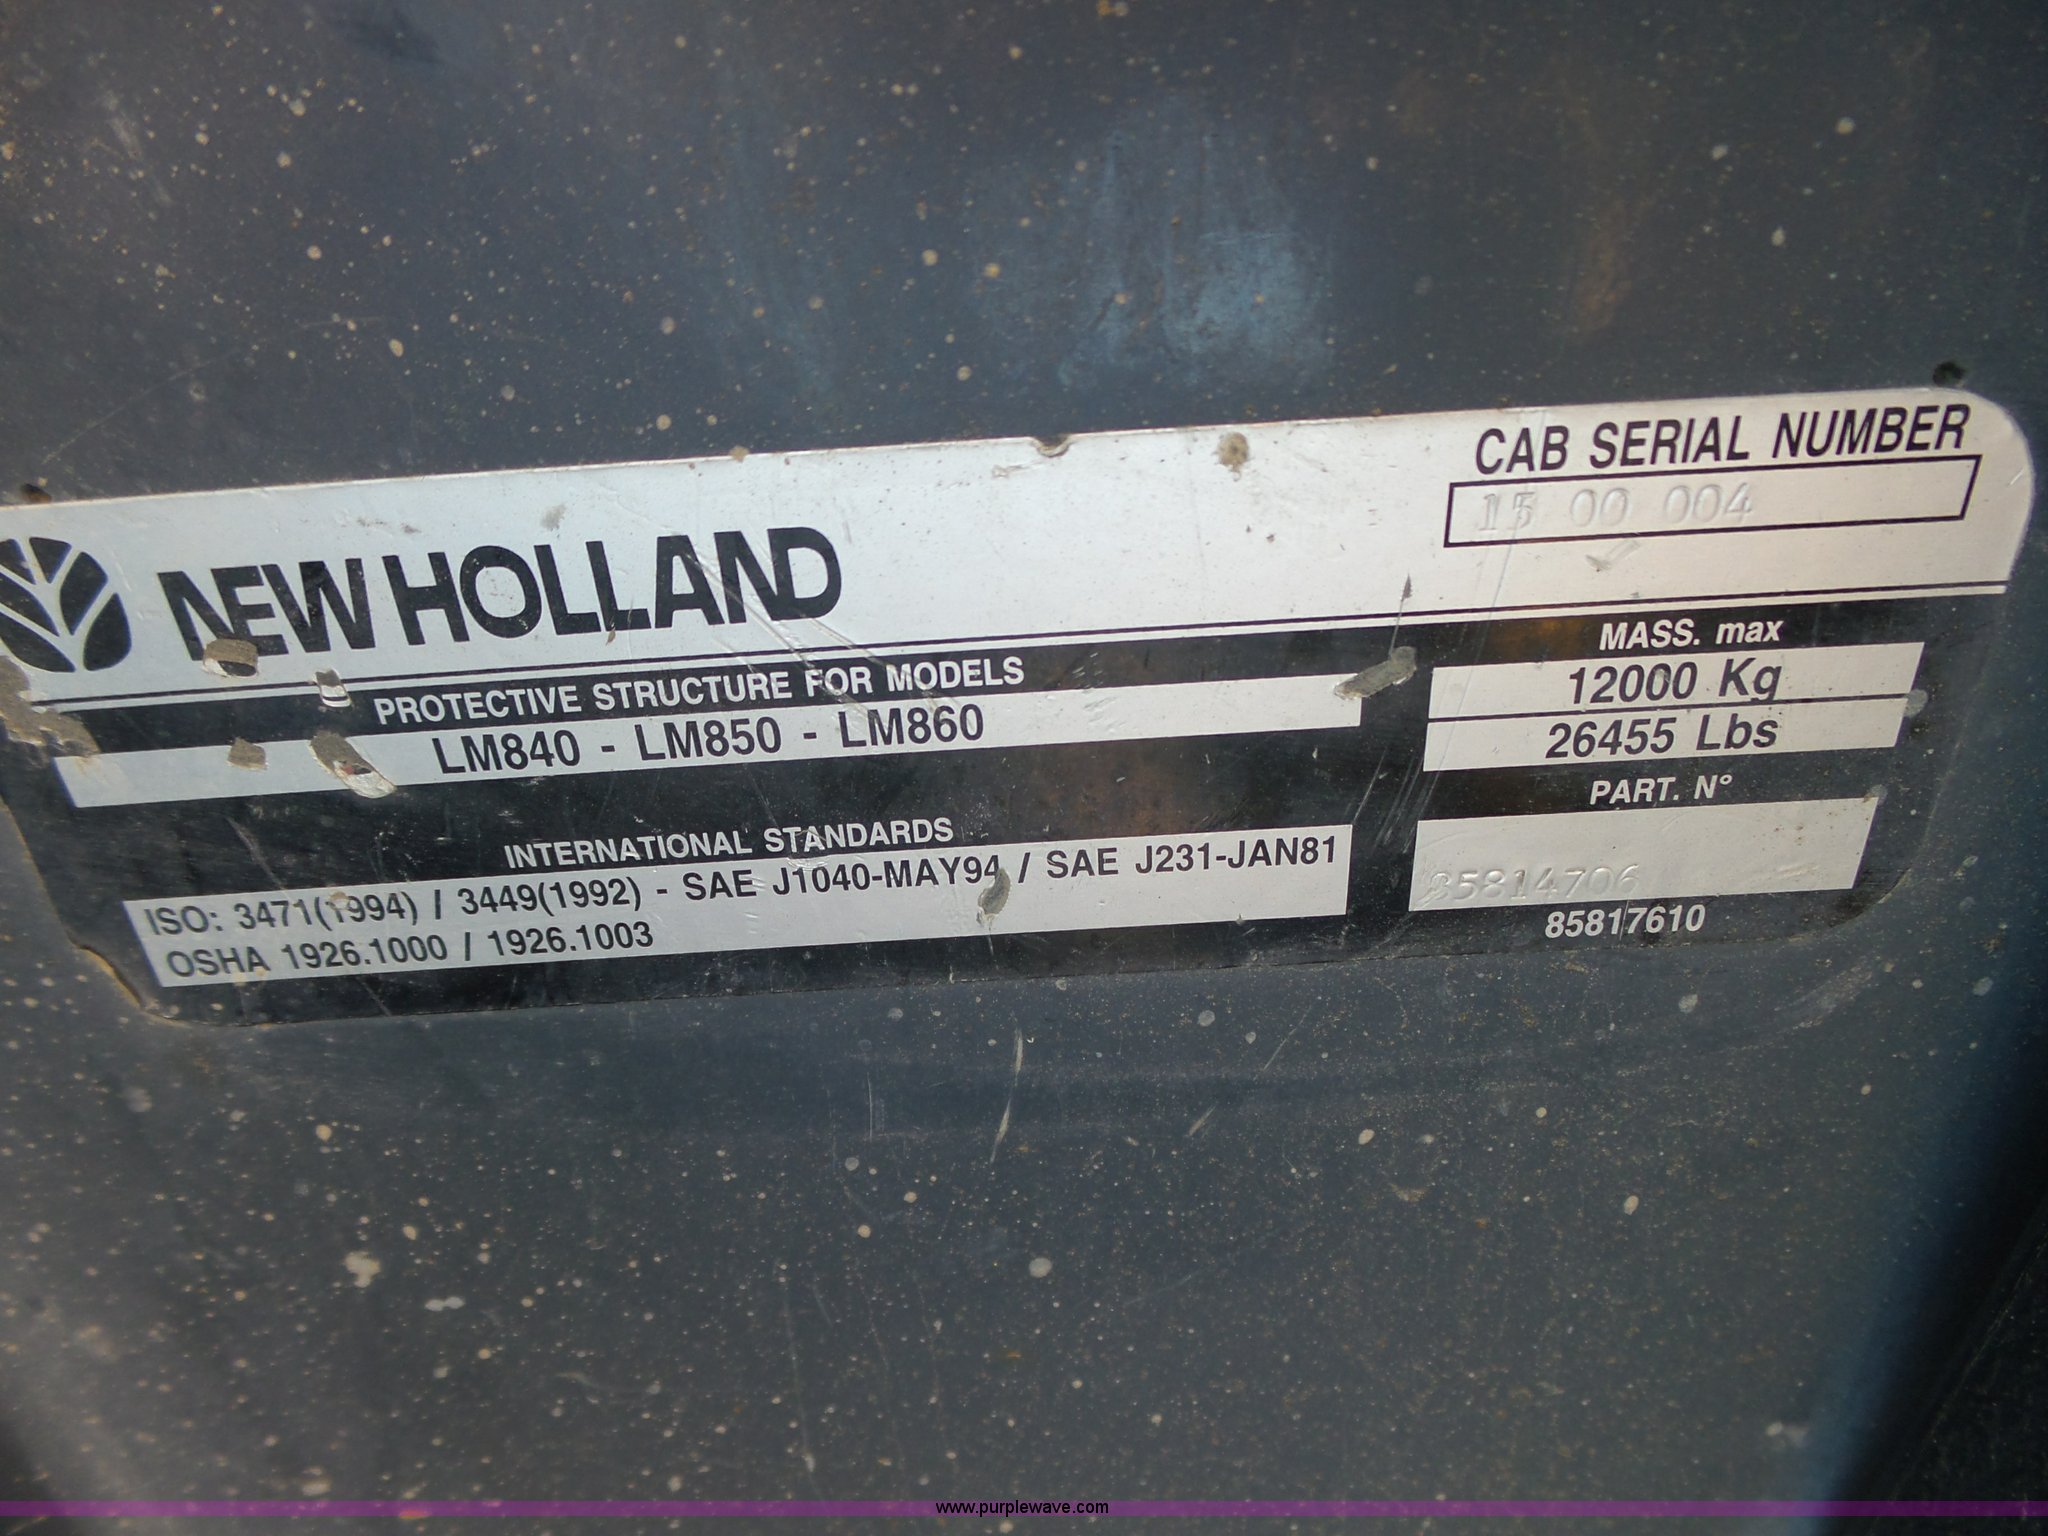 CAB SERIAL NUMBER
15 00 004
NEW HOLLAND
MASS. max
12000 Kg
26455 Lbs
PROTECTIVE STRUCTURE FOR MODELS
LM840 - LM850 - LM860
PART. N°
85814706
85817610
INTERNATIONAL STANDARDS
ISO: 3471(1994) / 3449(1992) - SAE J1040-MAY94 / SAE J231-JAN81
OSHA 1926.1000 / 1926.1003
www.purplewave.com